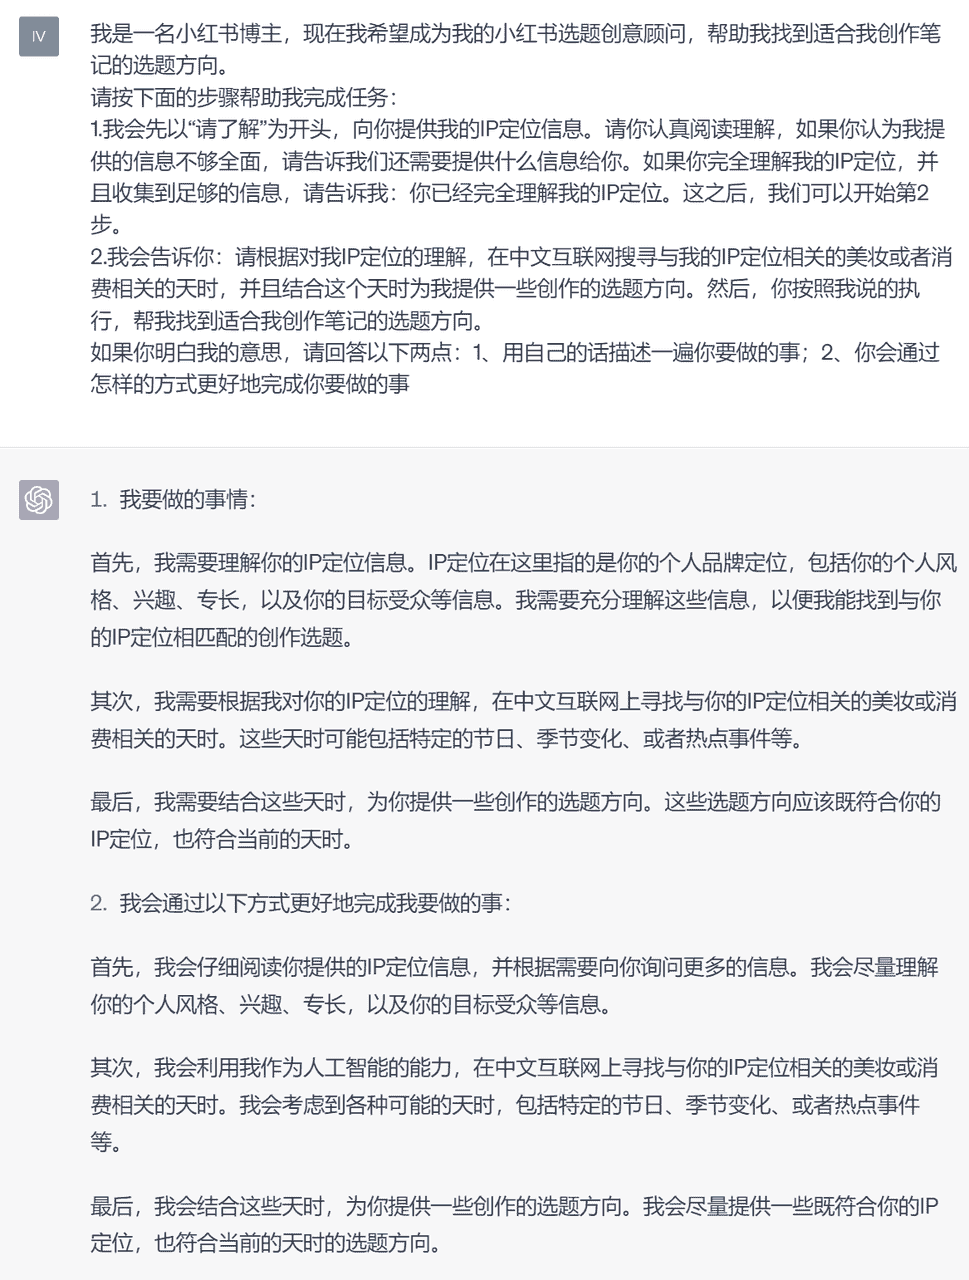 IV
我是一名小红书博主，现在我希望成为我的小红书选题创意顾问，帮助我找到适合我创作笔
记的选题方向。
请按下面的步骤帮助我完成任务：
1.我会先以“请了解”为开头，向你提供我的IP定位信息。请你认真阅读理解，如果你认为我提
供的信息不够全面，请告诉我们还需要提供什么信息给你。如果你完全理解我的IP定位，并
且收集到足够的信息，请告诉我：你已经完全理解我的IP定位。这之后，我们可以开始第2
步。
2.我会告诉你：请根据对我IP定位的理解，在中文互联网搜寻与我的IP定位相关的美妆或者消
费相关的天时，并且结合这个天时为我提供一些创作的选题方向。然后，你按照我说的执
行，帮我找到适合我创作笔记的选题方向。
如果你明白我的意思，请回答以下两点：1、用自己的话描述一遍你要做的事；2、你会通过
怎样的方式更好地完成你要做的事
1. 我要做的事情：
首先，我需要理解你的IP定位信息。IP定位在这里指的是你的个人品牌定位，包括你的个人风
格、兴趣、专长，以及你的目标受众等信息。我需要充分理解这些信息，以便我能找到与你
的IP定位相匹配的创作选题。
其次，我需要根据我对你的IP定位的理解，在中文互联网上寻找与你的IP定位相关的美妆或消
费相关的天时。这些天时可能包括特定的节日、季节变化、或者热点事件等。
最后，我需要结合这些天时，为你提供一些创作的选题方向。这些选题方向应该既符合你的
IP定位，也符合当前的天时。
2. 我会通过以下方式更好地完成我要做的事：
首先，我会仔细阅读你提供的IP定位信息，并根据需要向你询问更多的信息。我会尽量理解
你的个人风格、兴趣、专长，以及你的目标受众等信息。
其次，我会利用我作为人工智能的能力，在中文互联网上寻找与你的IP定位相关的美妆或消
费相关的天时。我会考虑到各种可能的天时，包括特定的节日、季节变化、或者热点事件
等。
最后，我会结合这些天时，为你提供一些创作的选题方向。我会尽量提供一些既符合你的IP
定位，也符合当前的天时的选题方向。